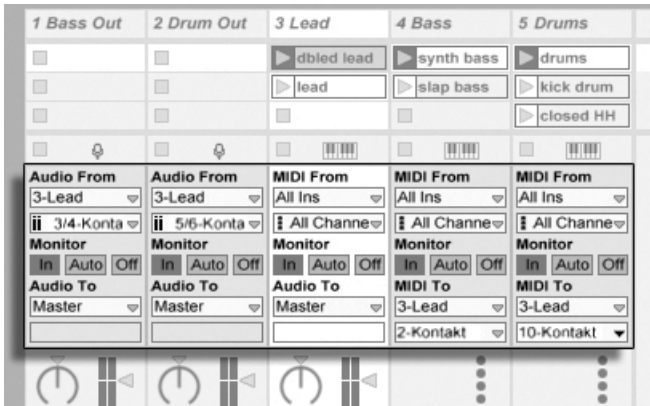 1 Bass Out 2 Drum Out 3 Lead 4 Bass 5 Drums
dbled lead synth bass drums
lead slap bass kick drum
closed HH
Audio From Audio From MIDI From MIDI From MIDI From
3-Lead 3-Lead All Ins All Ins All Ins
3/4-Konta 5/6-Konta All Channe All Channe All Channe
Monitor Monitor Monitor Monitor Monitor
In Auto Off In Auto Off In Auto Off In Auto Off In Auto Off
Audio To Audio To Audio To MIDI To MIDI To
Master Master Master 3-Lead 3-Lead
2-Kontakt 10-Kontakt